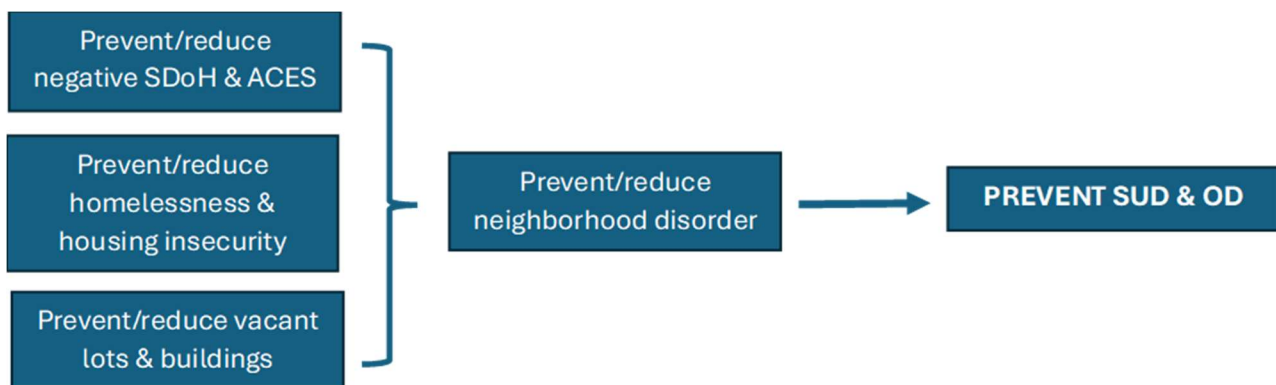 Prevent/reduce
negative SDoH & ACES
Prevent/reduce
homelessness &
housing insecurity
Prevent/reduce vacant
lots & buildings
Prevent/reduce
neighborhood disorder
PREVENT SUD & OD